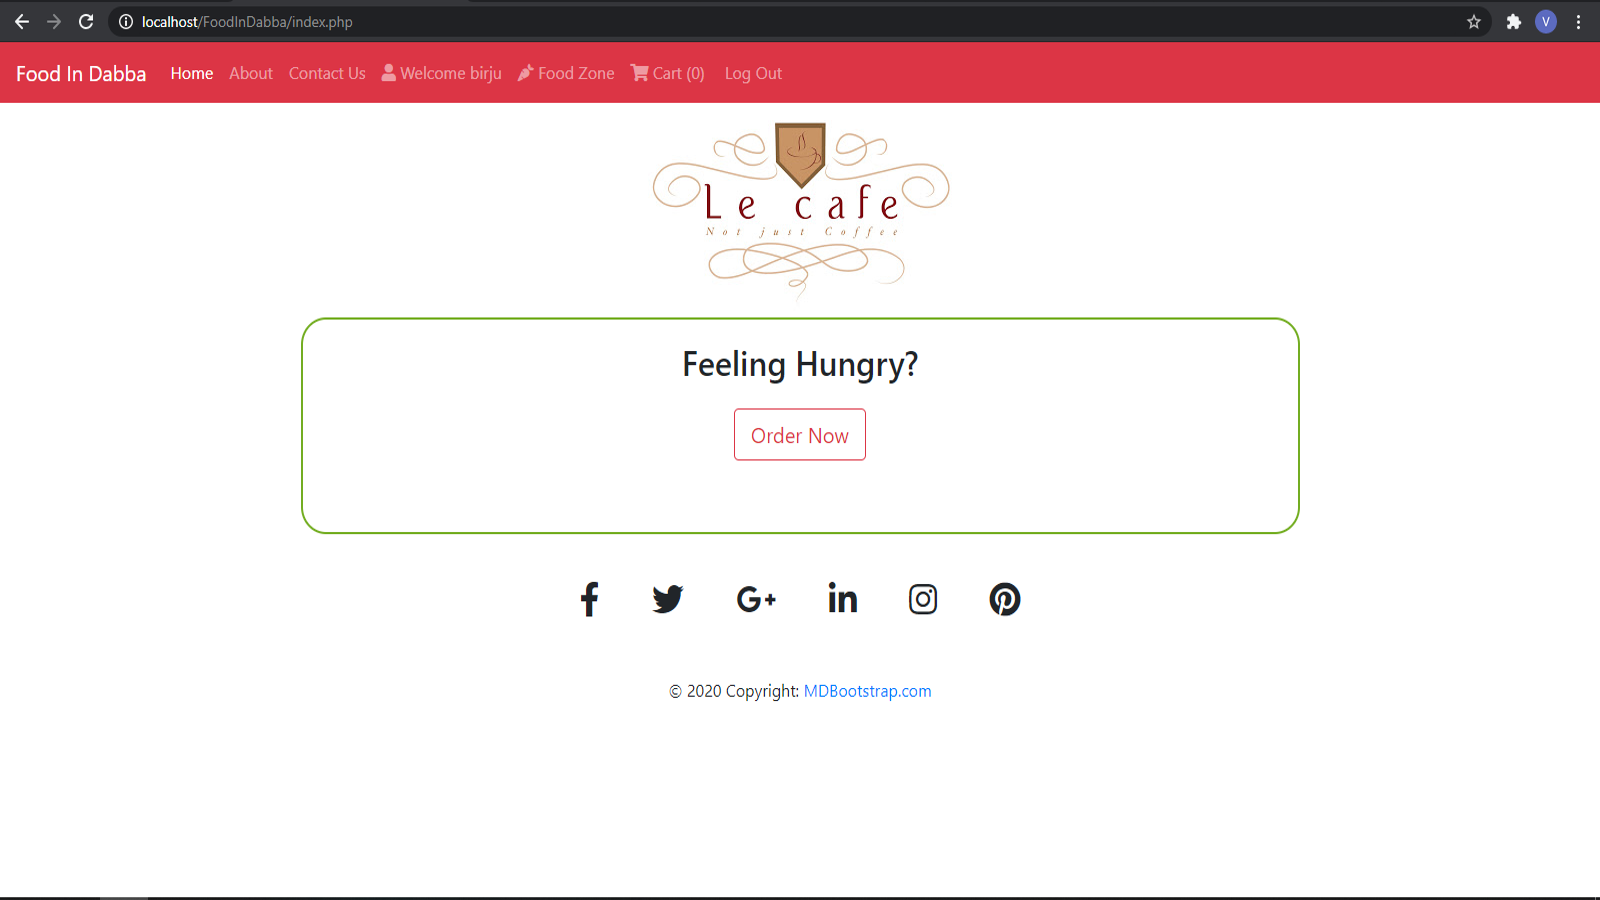 localhost/FoodInDabba/index.php
V
Food In Dabba Home About Contact Us Welcome birju Food Zone Cart (0) Log Out
Le cafe
Not just Coffee
Feeling Hungry?
Order Now
© 2020 Copyright: MDBootstrap.com